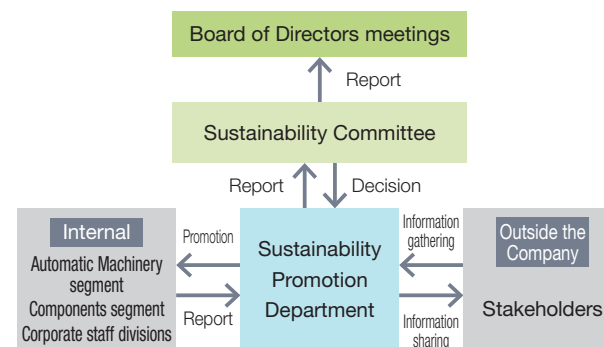 Board of Directors meetings
Report
Sustainability Committee
Report
Decision
Internal
Automatic Machinery
segment
Components segment
Corporate staff divisions
Promotion
Report
Sustainability
Promotion
Department
Information
gathering
Information
sharing
Outside the
Company
Stakeholders